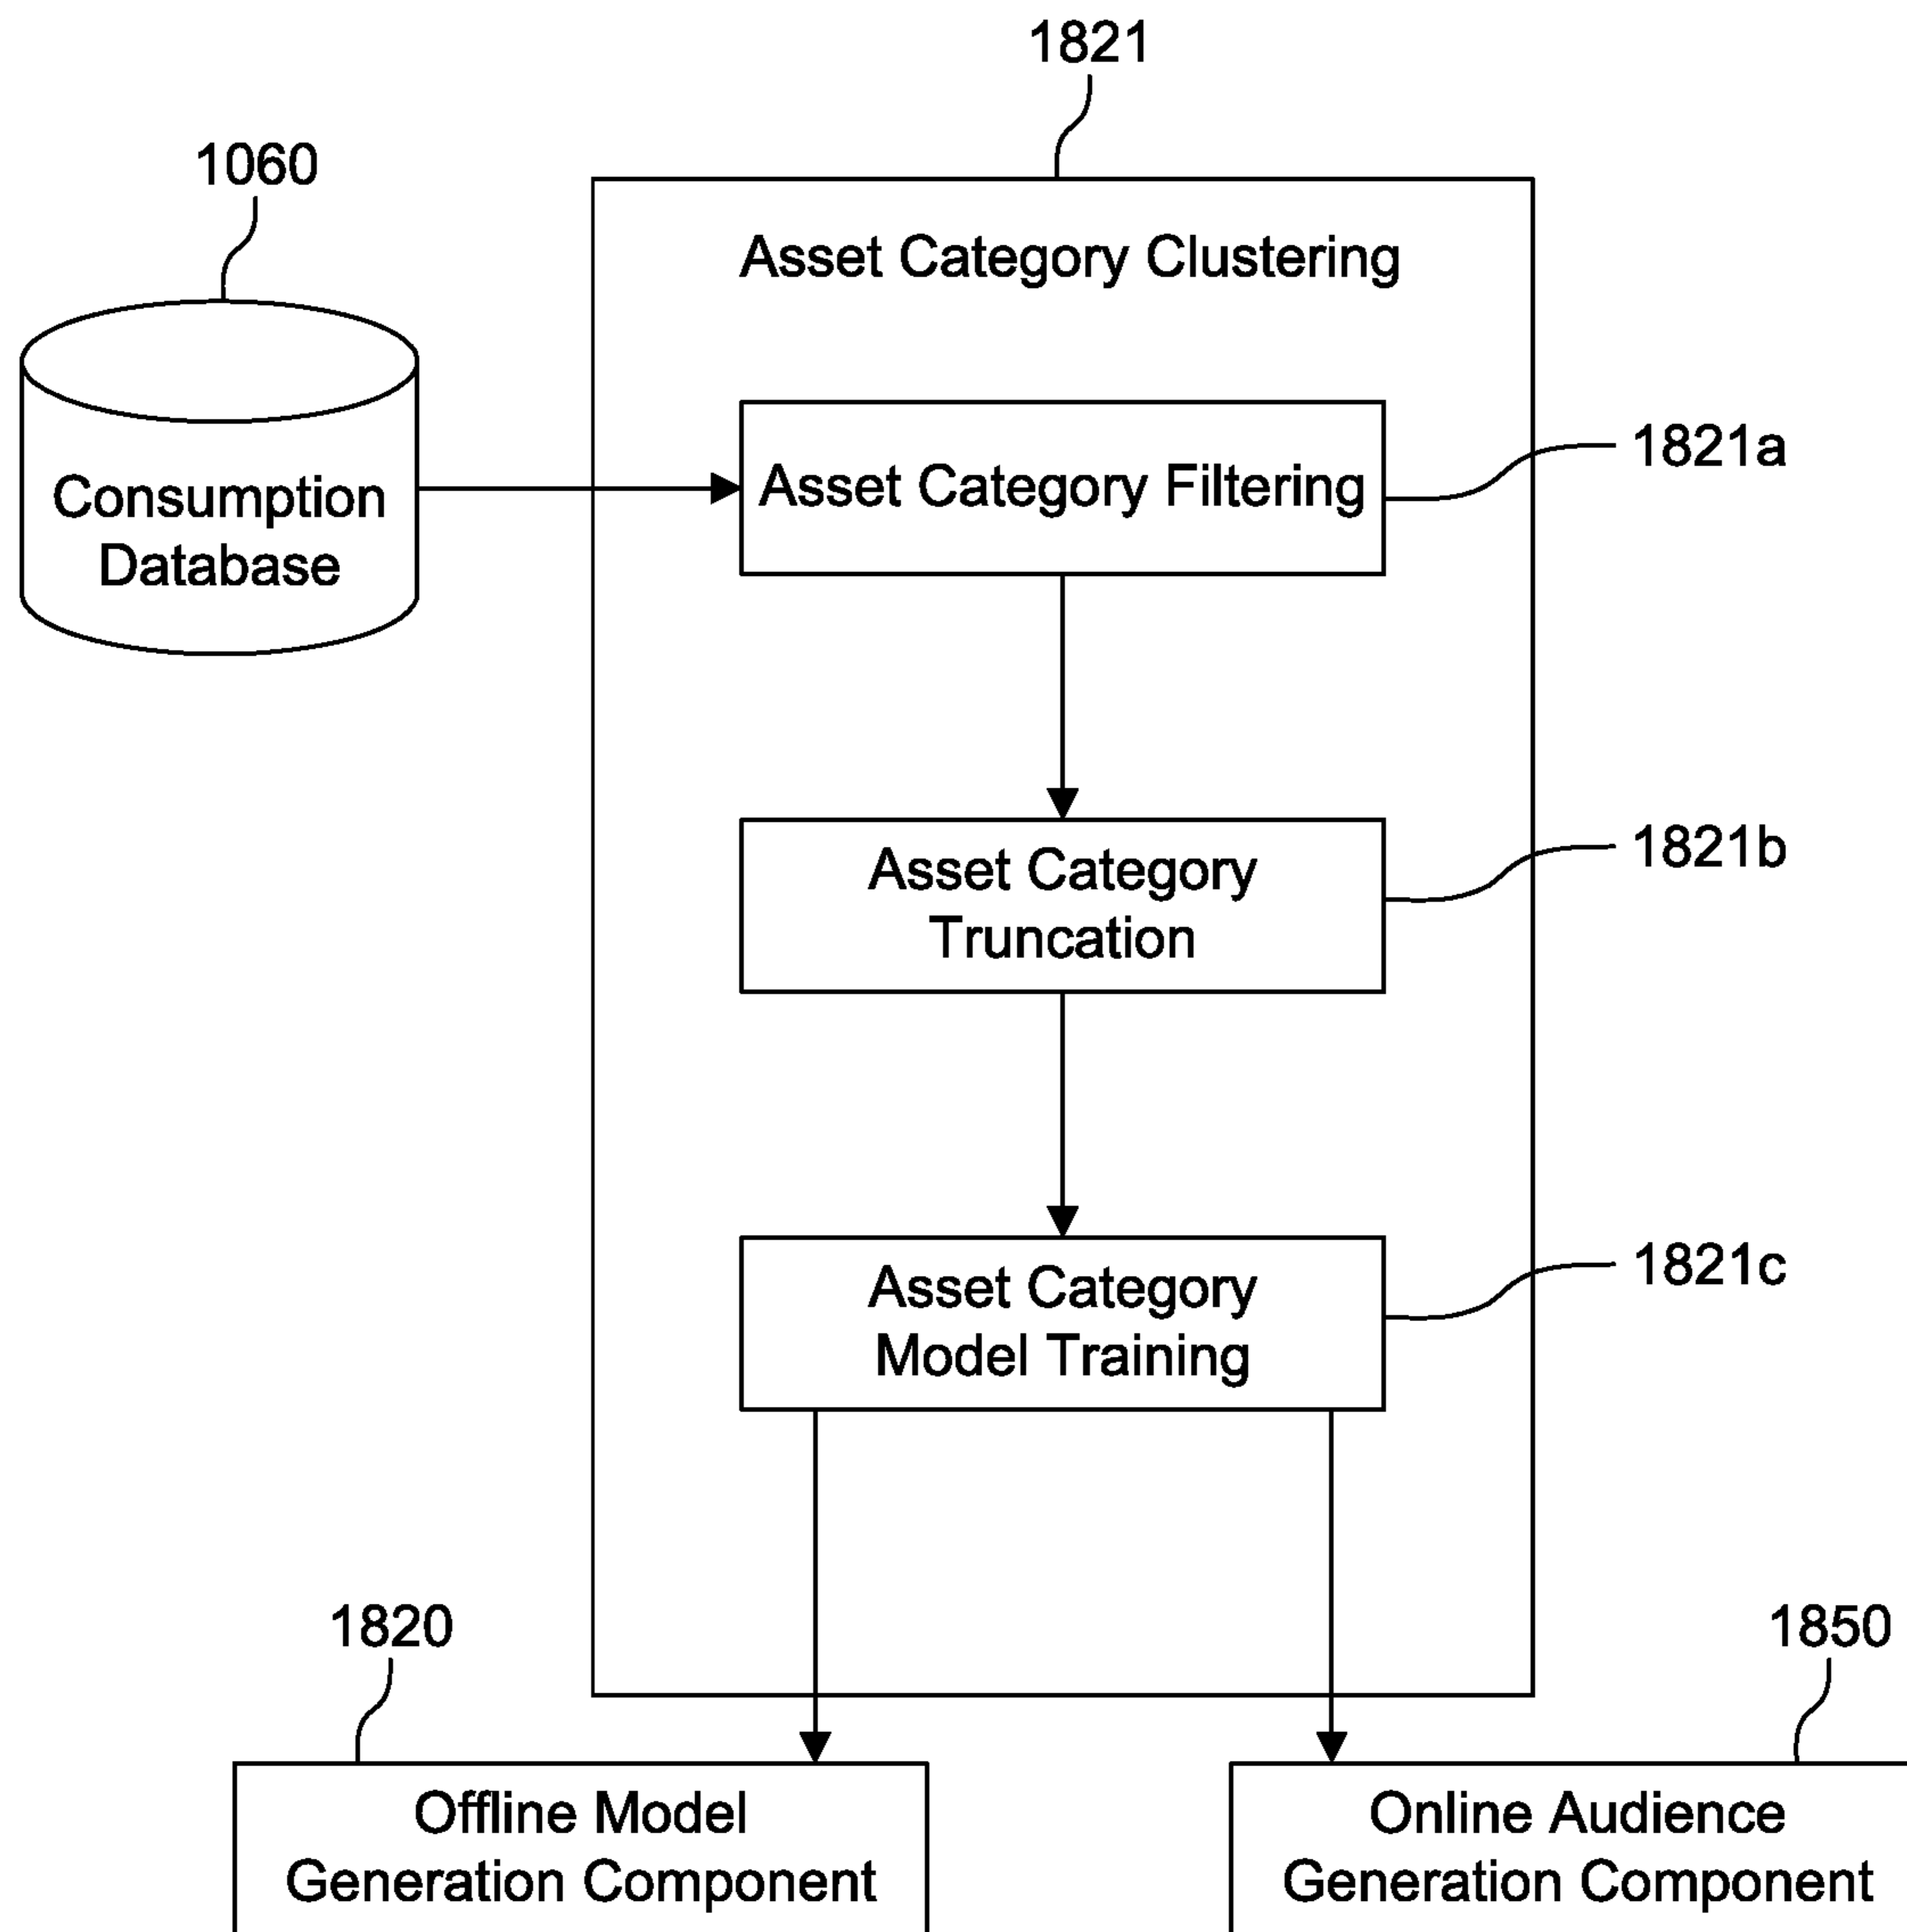 1821
1060
Asset Category Clustering
Consumption
Database
Asset Category Filtering
1821a
Asset Category
Truncation
1821b
Asset Category
Model Training
1821c
1820
1850
Offline Model
Generation Component
Online Audience
Generation Component